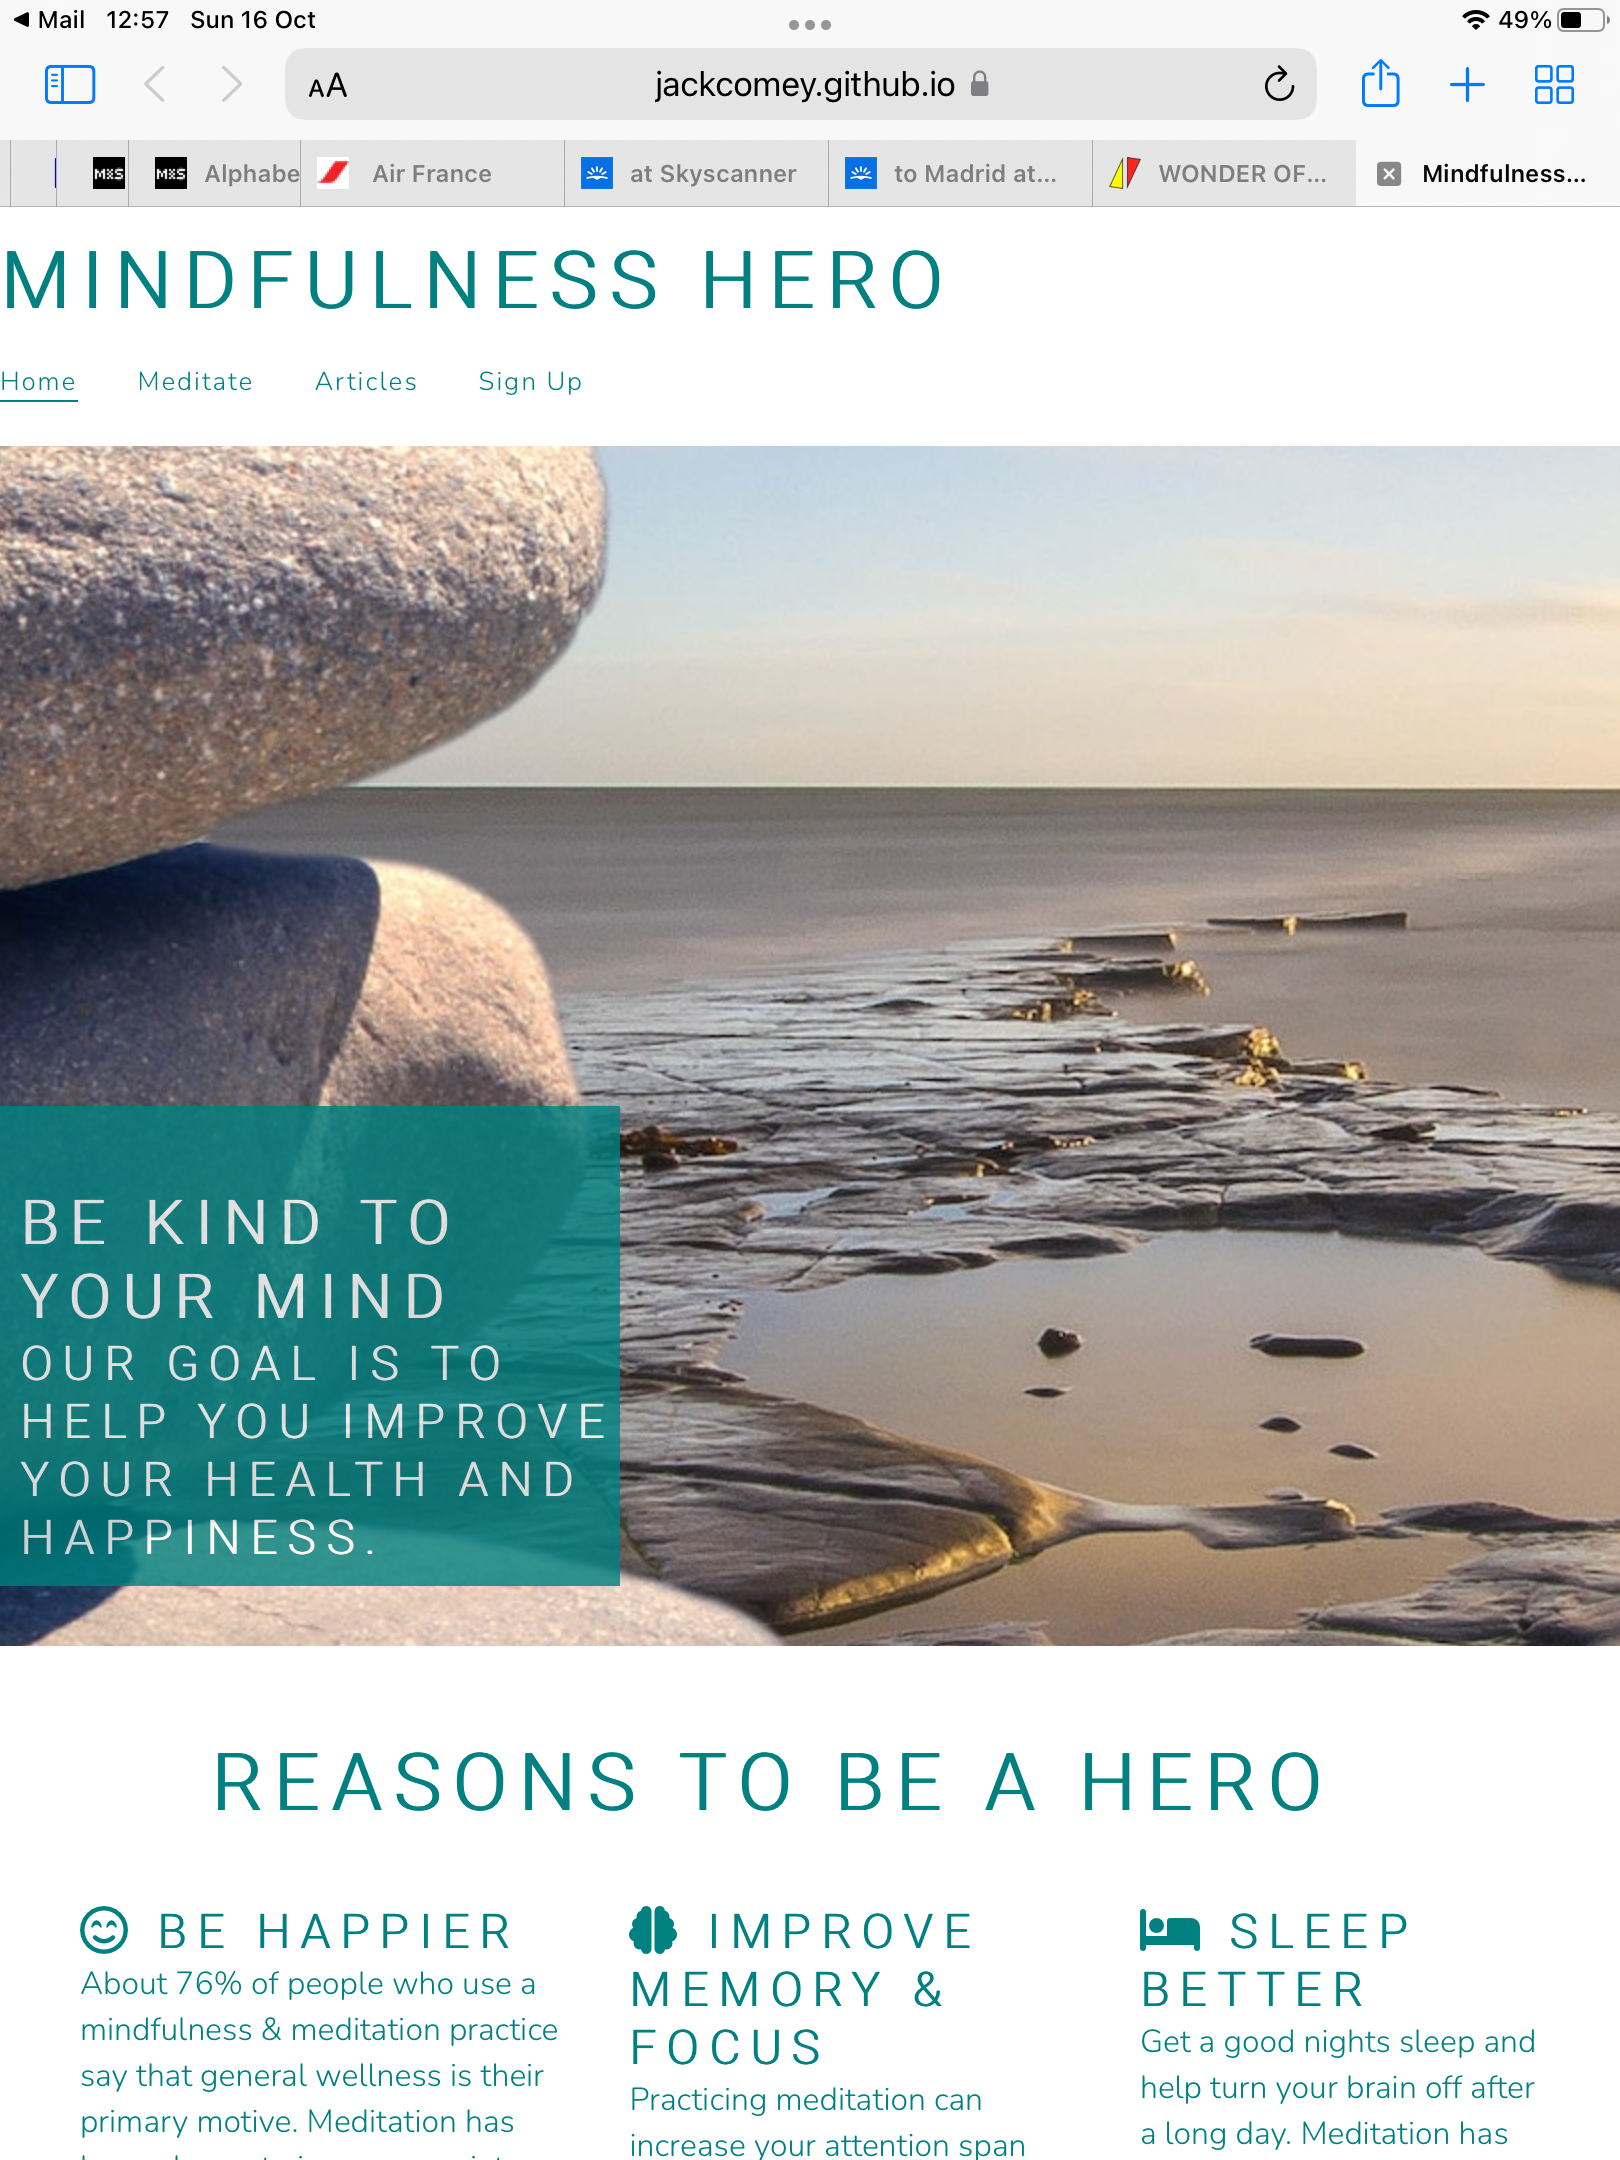 Mail 12:57 Sun 16 Oct 49%
AA jackcomey.github.io
M&S M&S Alphabe Air France at Skyscanner to Madrid at... WONDER OF... Mindfulness...
MINDFULNESS HERO
Home Meditate Articles Sign Up
BE KIND TO
YOUR MIND
OUR GOAL IS TO
HELP YOU IMPROVE
YOUR HEALTH AND
HAPPINESS.
REASONS TO BE A HERO
BE HAPPIER
About 76% of people who use a
mindfulness & meditation practice
say that general wellness is their
primary motive. Meditation has
IMPROVE
MEMORY &
FOCUS
Practicing meditation can
increase your attention span
SLEEP
BETTER
Get a good nights sleep and
help turn your brain off after
a long day. Meditation has